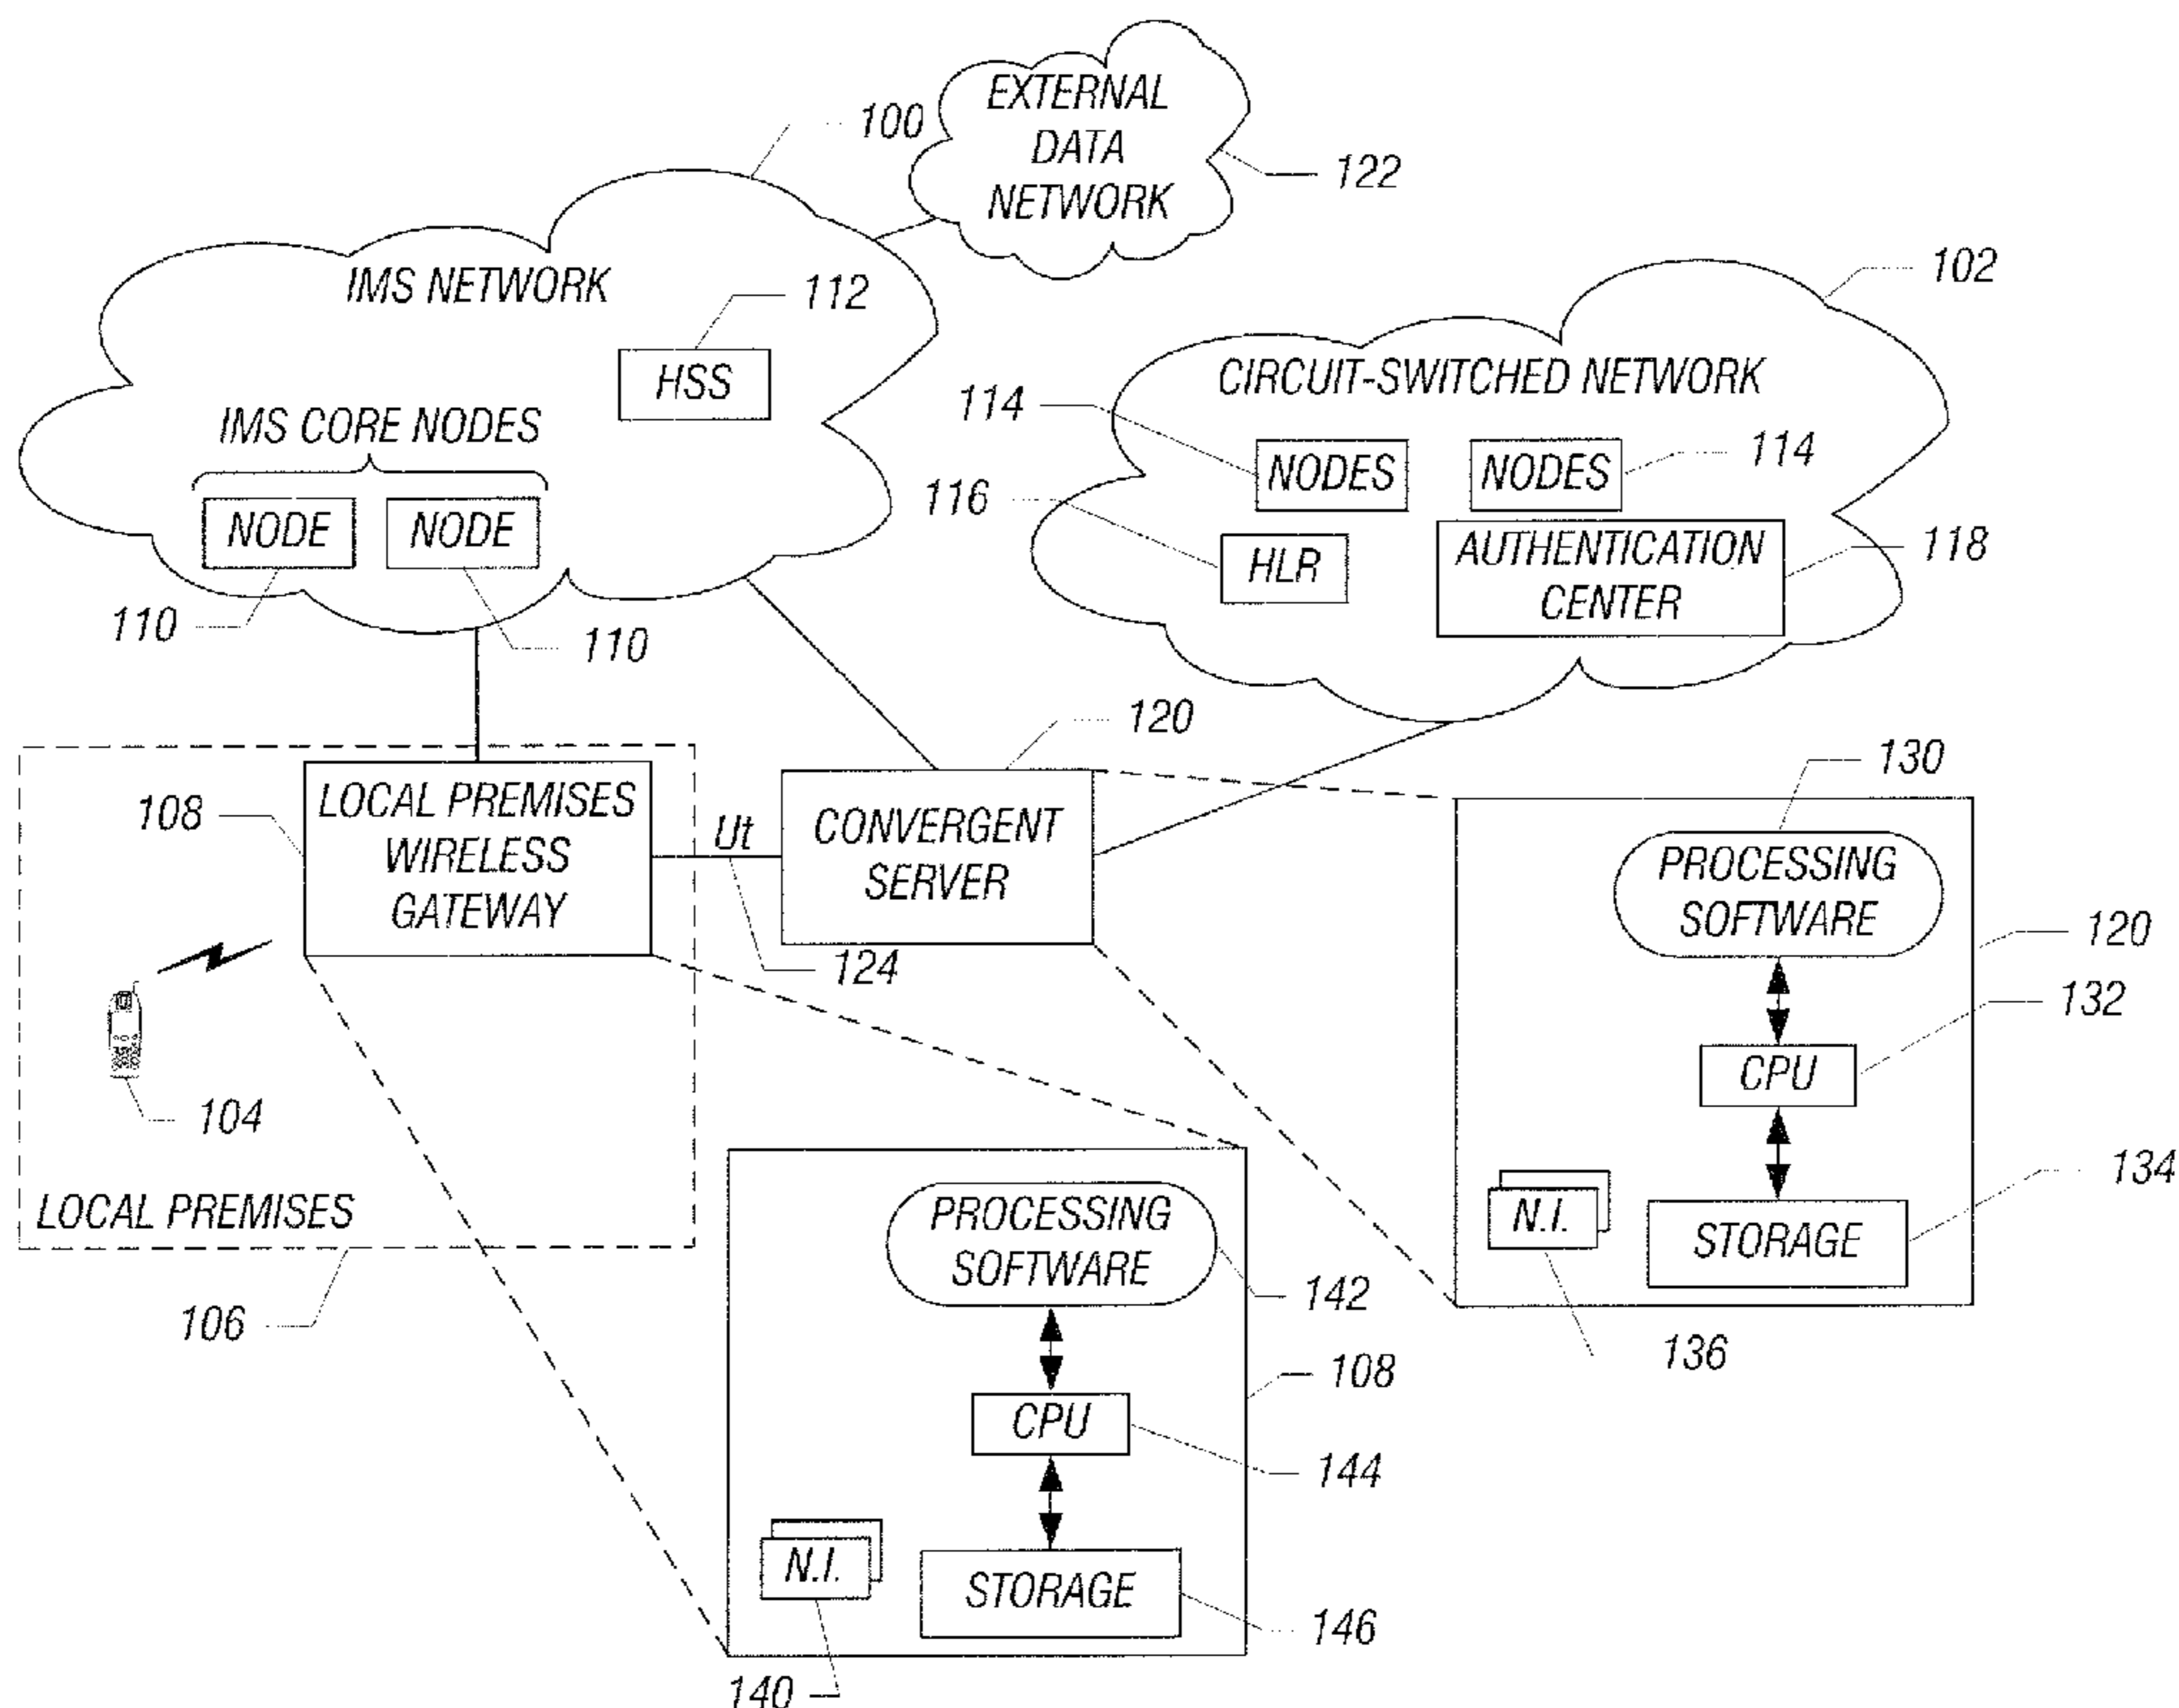 EXTERNAL
DATA
NETWORK
100
122
IMS NETWORK
112
HSS
IMS CORE NODES
NODE
NODE
110
110
102
CIRCUIT-SWITCHED NETWORK
114
NODES
NODES
114
116
HLR
AUTHENTICATION
CENTER
118
120
108
LOCAL PREMISES
WIRELESS
GATEWAY
Ut
124
CONVERGENT
SERVER
104
LOCAL PREMISES
106
130
PROCESSING
SOFTWARE
120
132
CPU
134
N.I.
STORAGE
136
PROCESSING
SOFTWARE
142
108
CPU
144
N.I.
STORAGE
146
140